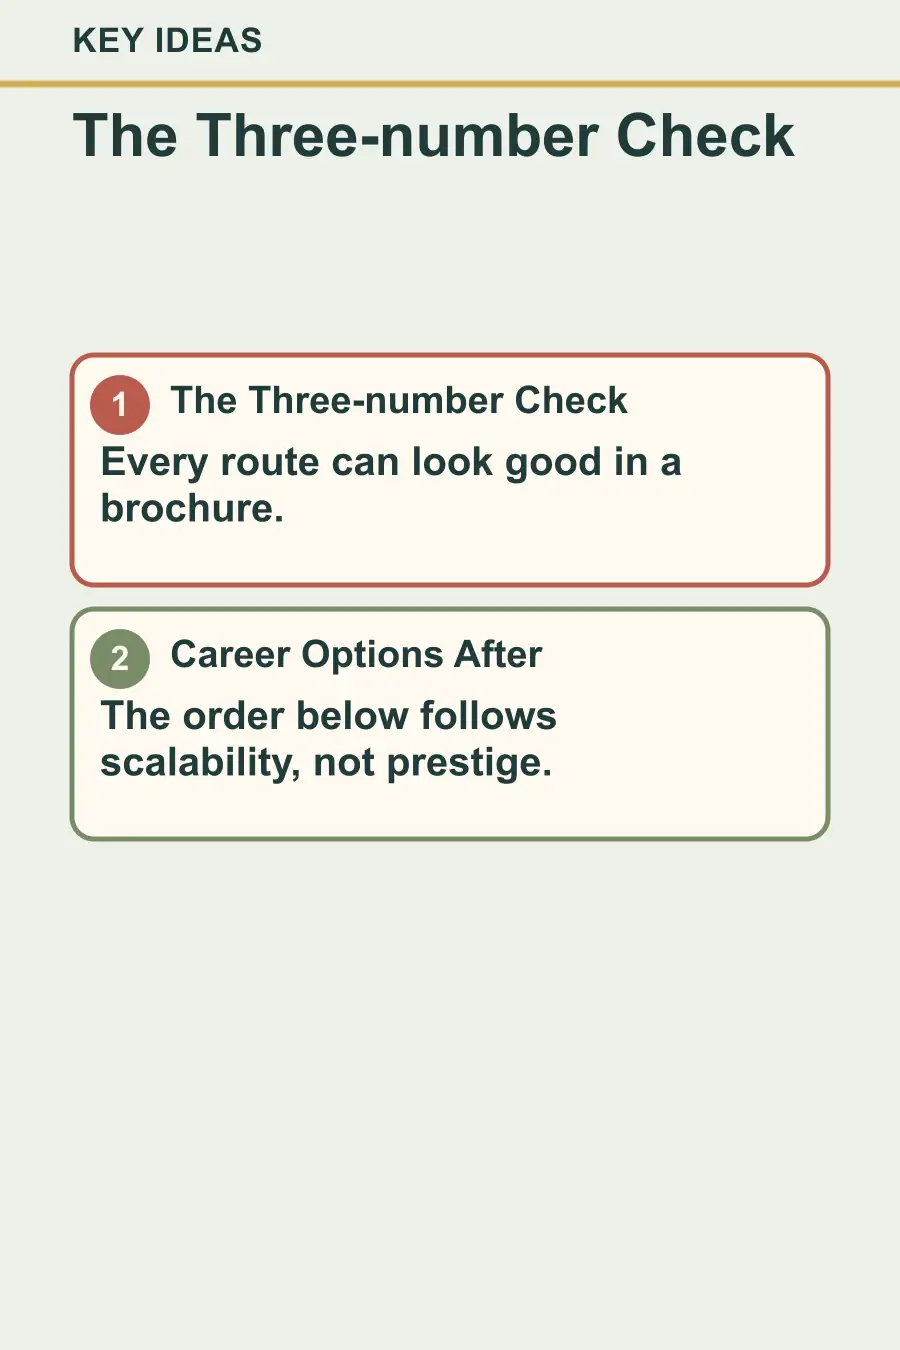 KEY IDEAS
The Three-number Check
1 The Three-number Check
Every route can look good in a
brochure.
2 Career Options After
The order below follows
scalability, not prestige.